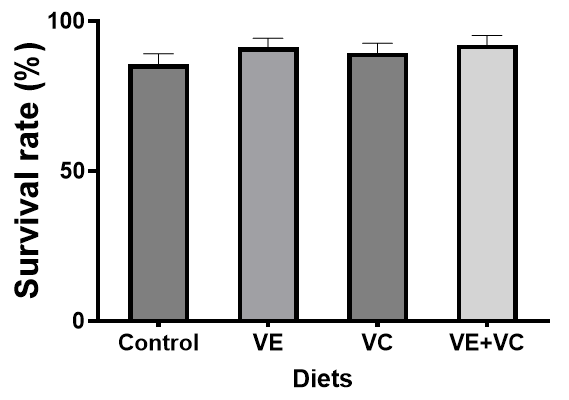 Survival rate (%)
100
50
0
Control VE VC VE+VC
Diets